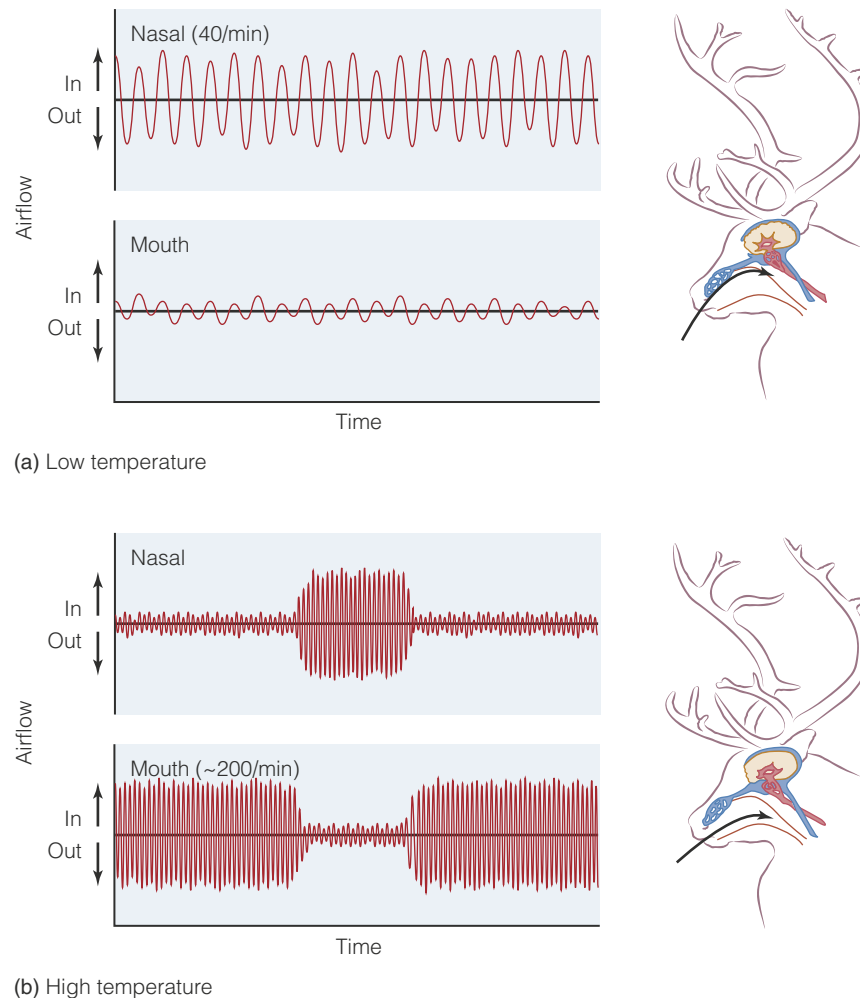 Nasal (40/min)
In
Out
Airflow
Mouth
In
Out
Time
(a) Low temperature
Nasal
In
Out
Airflow
Mouth (~200/min)
In
Out
Time
(b) High temperature